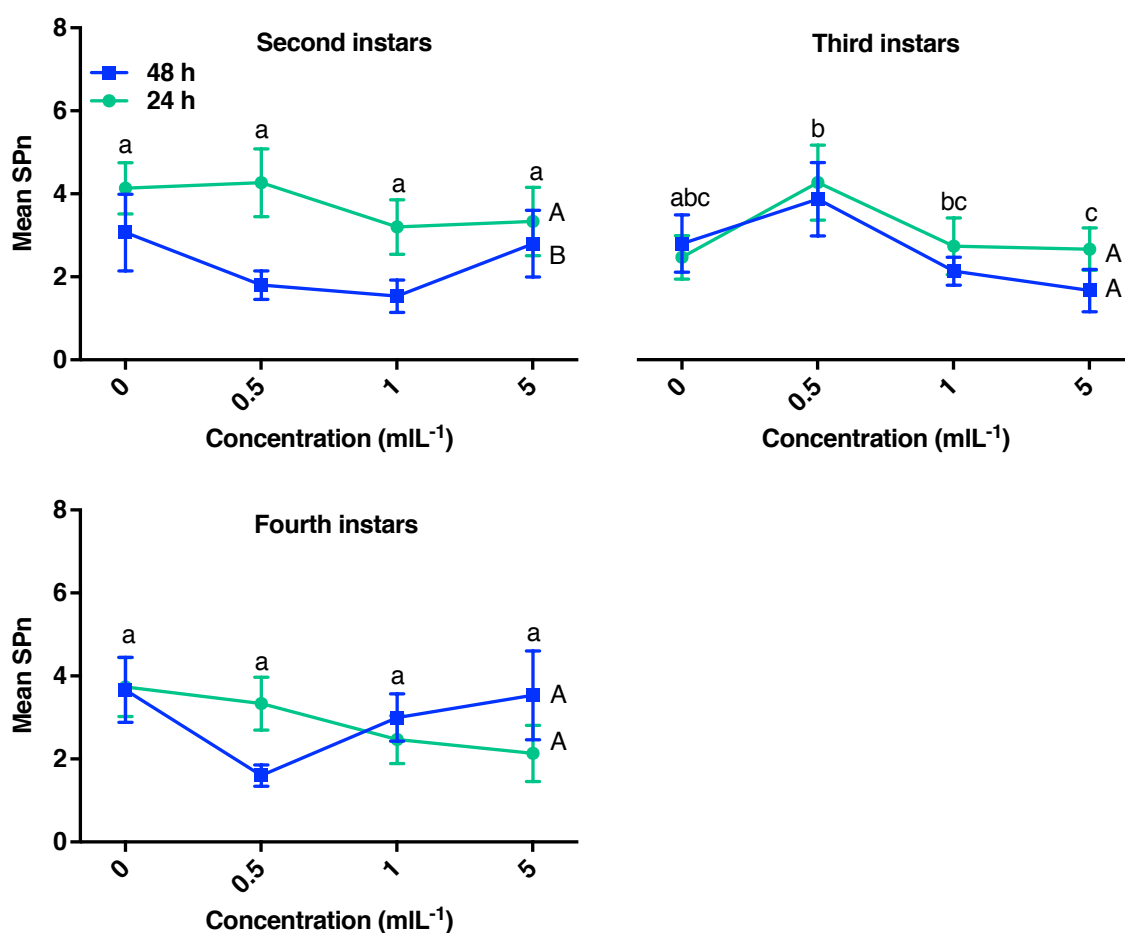 Second instars
48 h
24 h
Mean SPn
8
6
4
2
0
a
a
a
a
A
B
0
0.5
1
5
Concentration (mlL⁻¹)
Third instars
abc
b
bc
c
A
A
0
0.5
1
5
Concentration (mlL⁻¹)
Fourth instars
Mean SPn
8
6
4
2
0
a
a
a
a
A
A
0
0.5
1
5
Concentration (mlL⁻¹)